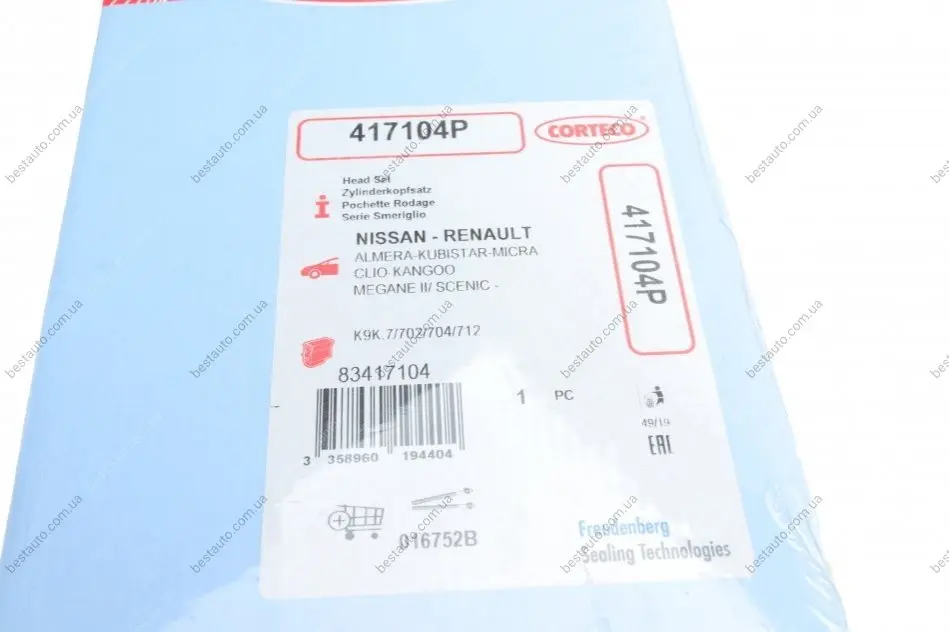 417104P
CORTECO
Head Set
Zylinderkopfsatz
Pochette Rodage
Serie Smeriglio
417104P
NISSAN - RENAULT
ALMERA-KUBISTAR-MICRA
CLIO-KANGOO
MEGANE II/ SCENIC -
K9K.7/702/704/712
83417104
1 PC
3 358960 194404
49/19
EAC
016752B
Freudenberg
Sealing Technologies
bestauto.com.ua